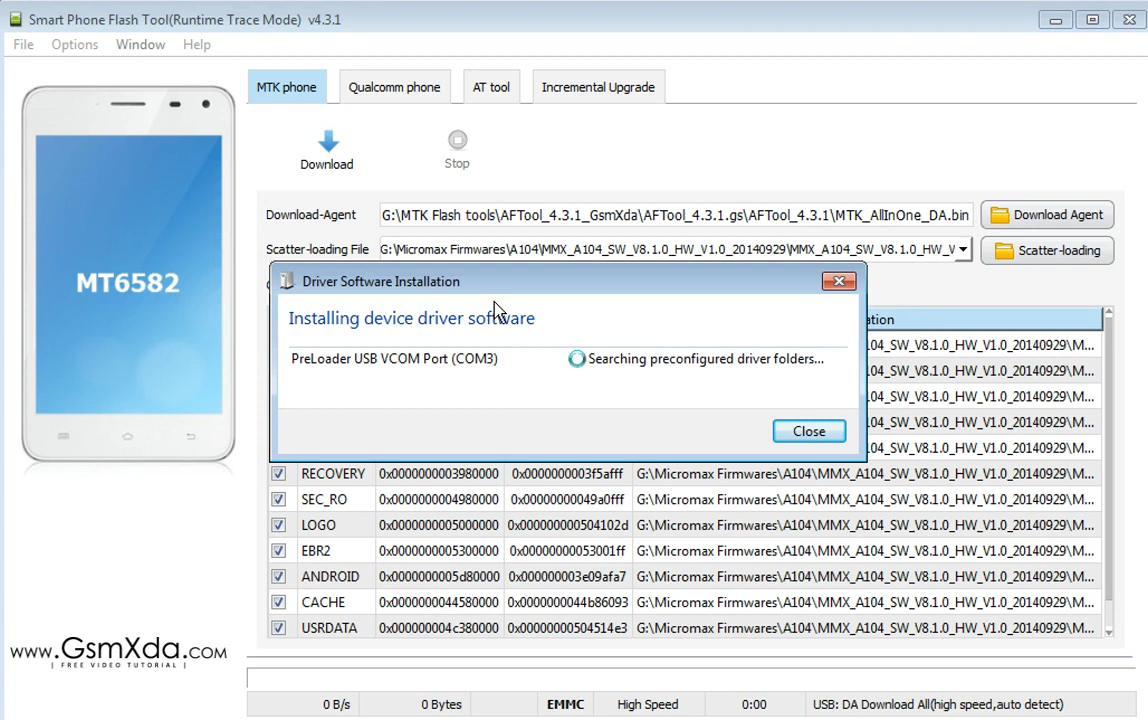 Smart Phone Flash Tool(Runtime Trace Mode) v4.3.1
File Options Window Help
MTK phone Qualcomm phone AT tool Incremental Upgrade
Download Stop
Download-Agent G:\MTK Flash tools\AFTool_4.3.1_GsmXda\AFTool_4.3.1.gs\AFTool_4.3.1\MTK_AllInOne_DA.bin Download Agent
Scatter-loading File G:\Micromax Firmwares\A104\MMX_A104_SW_V8.1.0_HW_V1.0_20140929\MMX_A104_SW_V8.1.0_HW_V Scatter-loading
MT6582
Driver Software Installation
Installing device driver software
PreLoader USB VCOM Port (COM3) Searching preconfigured driver folders...
Close
ation
104_SW_V8.1.0_HW_V1.0_20140929\M...
104_SW_V8.1.0_HW_V1.0_20140929\M...
104_SW_V8.1.0_HW_V1.0_20140929\M...
104_SW_V8.1.0_HW_V1.0_20140929\M...
104_SW_V8.1.0_HW_V1.0_20140929\M...
RECOVERY 0x0000000003980000 0x0000000003f5afff G:\Micromax Firmwares\A104\MMX_A104_SW_V8.1.0_HW_V1.0_20140929\M...
SEC_RO 0x0000000004980000 0x00000000049a0fff G:\Micromax Firmwares\A104\MMX_A104_SW_V8.1.0_HW_V1.0_20140929\M...
LOGO 0x0000000005000000 0x000000000504102d G:\Micromax Firmwares\A104\MMX_A104_SW_V8.1.0_HW_V1.0_20140929\M...
EBR2 0x0000000005300000 0x00000000053001ff G:\Micromax Firmwares\A104\MMX_A104_SW_V8.1.0_HW_V1.0_20140929\M...
ANDROID 0x0000000005d80000 0x000000003e09afa7 G:\Micromax Firmwares\A104\MMX_A104_SW_V8.1.0_HW_V1.0_20140929\M...
CACHE 0x0000000044580000 0x0000000044b86093 G:\Micromax Firmwares\A104\MMX_A104_SW_V8.1.0_HW_V1.0_20140929\M...
USRDATA 0x000000004c380000 0x00000000504514e3 G:\Micromax Firmwares\A104\MMX_A104_SW_V8.1.0_HW_V1.0_20140929\M...
www.GsmXda.com
| FREE VIDEO TUTORIAL |
0 B/s 0 Bytes EMMC High Speed 0:00 USB: DA Download All(high speed,auto detect)